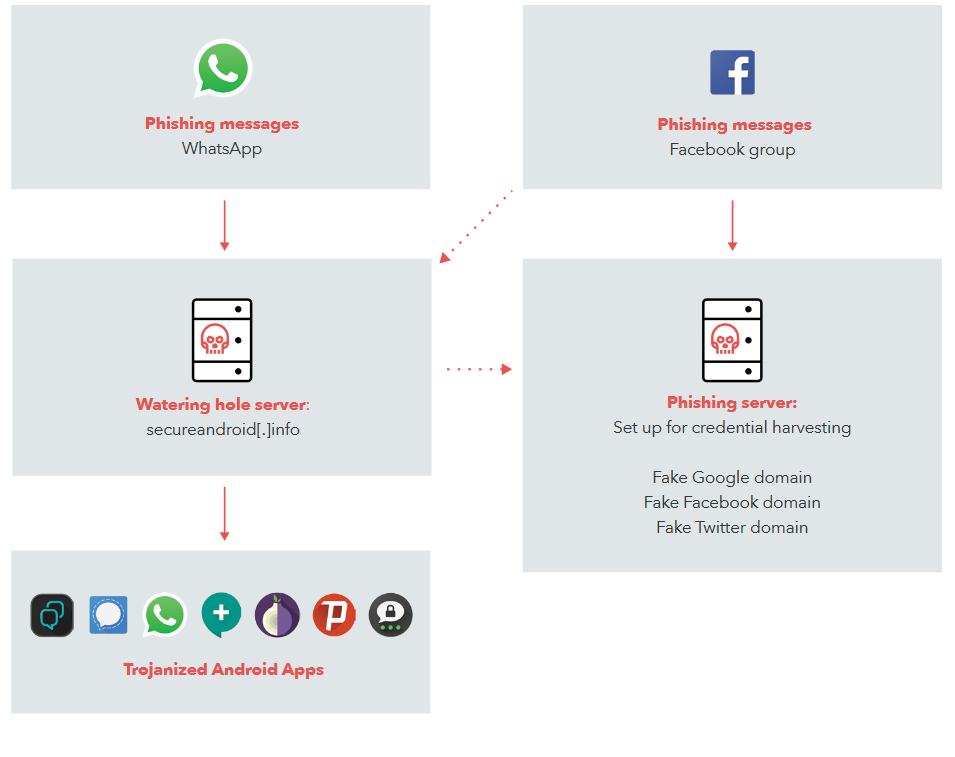 Phishing messages
WhatsApp
Phishing messages
Facebook group
Watering hole server:
secureandroid[.]info
Phishing server:
Set up for credential harvesting
Fake Google domain
Fake Facebook domain
Fake Twitter domain
Trojanized Android Apps